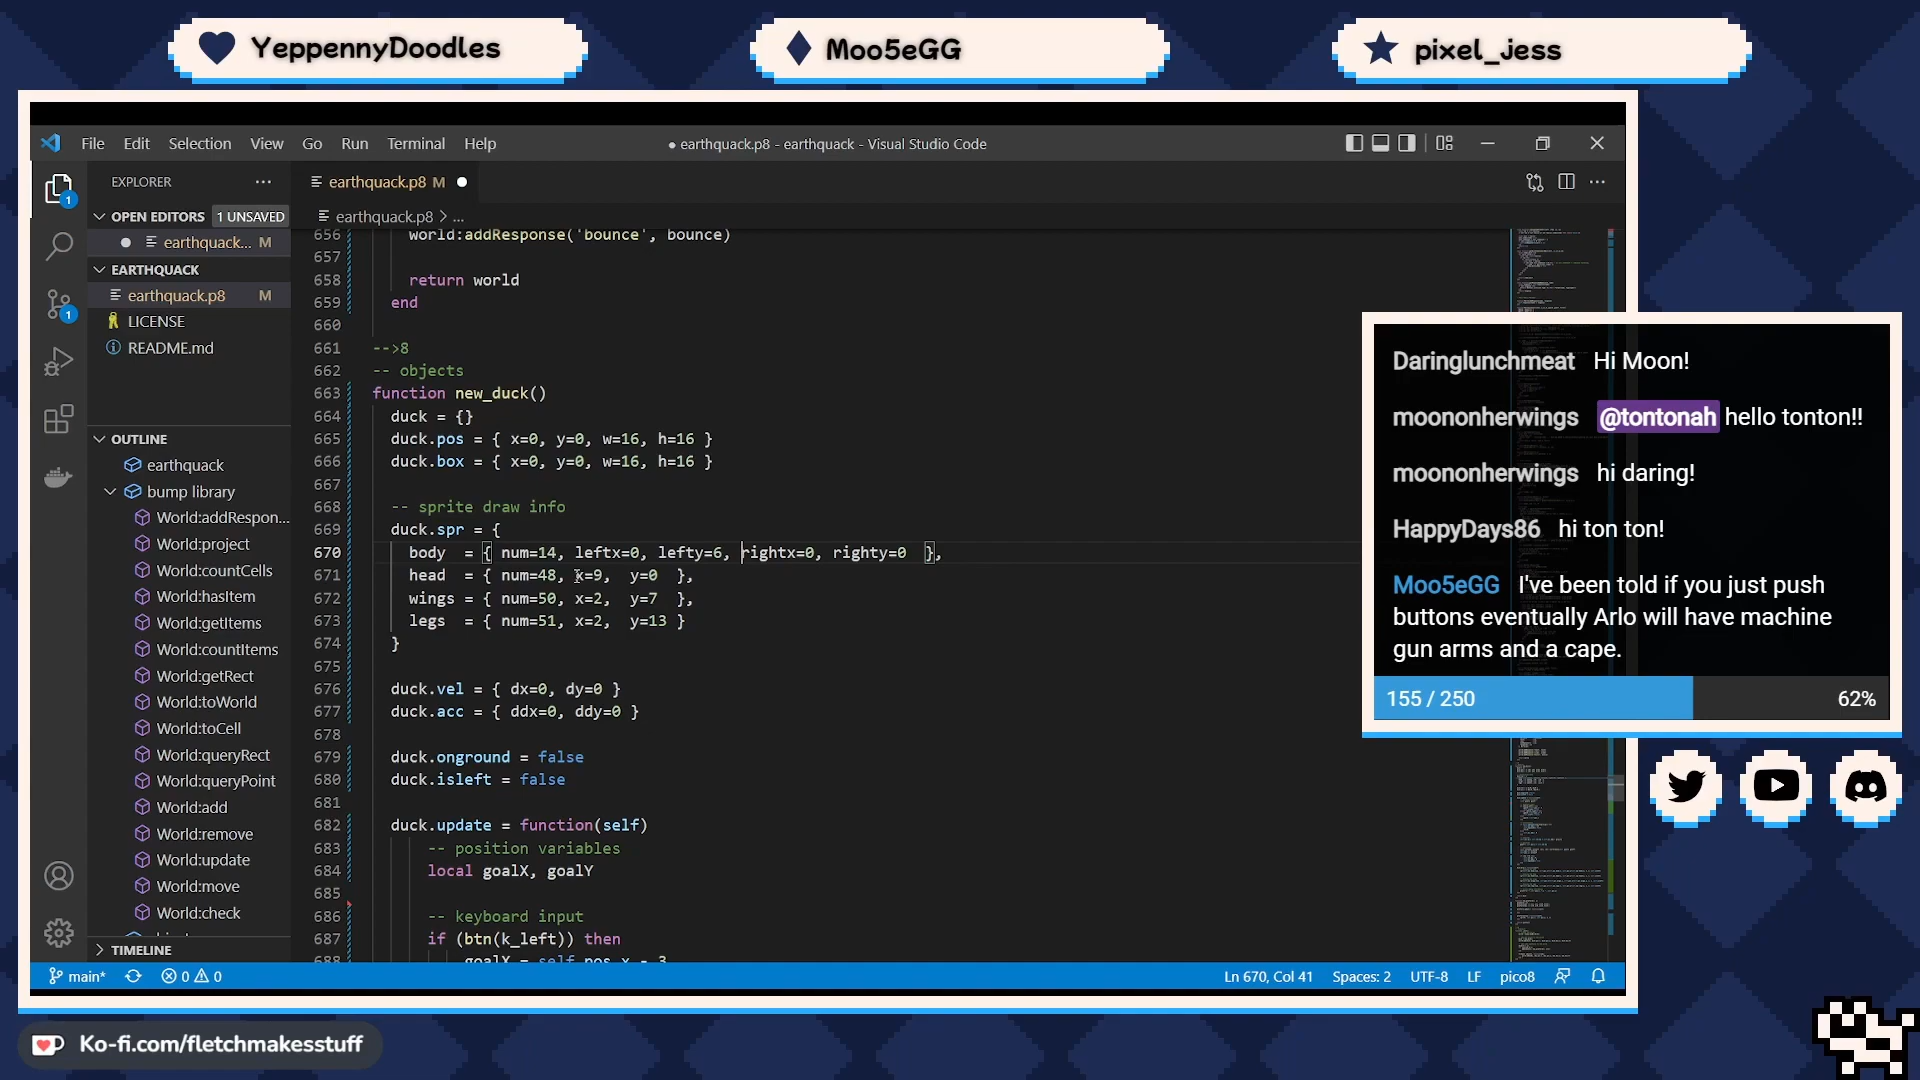 YeppennyDoodles
Moo5eGG
pixel_jess
File Edit Selection View Go Run Terminal Help
● earthquack.p8 - earthquack - Visual Studio Code
EXPLORER
OPEN EDITORS 1 UNSAVED
earthquack... M
EARTHQUACK
earthquack.p8 M
LICENSE
README.md
OUTLINE
earthquack
bump library
World:addRespon...
World:project
World:countCells
World:hasItem
World:getItems
World:countItems
World:getRect
World:toWorld
World:toCell
World:queryRect
World:queryPoint
World:add
World:remove
World:update
World:move
World:check
TIMELINE
earthquack.p8 M
earthquack.p8 > ...
656 world:addResponse('bounce', bounce)
657
658 return world
659 end
660
661 -->8
662 -- objects
663 function new_duck()
664 duck = {}
665 duck.pos = { x=0, y=0, w=16, h=16 }
666 duck.box = { x=0, y=0, w=16, h=16 }
667
668 -- sprite draw info
669 duck.spr = {
670 body = { num=14, leftx=0, lefty=6, rightx=0, righty=0 },
671 head = { num=48, x=9, y=0 },
672 wings = { num=50, x=2, y=7 },
673 legs = { num=51, x=2, y=13 }
674 }
675
676 duck.vel = { dx=0, dy=0 }
677 duck.acc = { ddx=0, ddy=0 }
678
679 duck.onground = false
680 duck.isleft = false
681
682 duck.update = function(self)
683 -- position variables
684 local goalX, goalY
685
686 -- keyboard input
687 if (btn(k_left)) then
688 goalX = self.pos.x - 3
main* 0 0
Ln 670, Col 41 Spaces: 2 UTF-8 LF pico8
Daringlunchmeat Hi Moon!
moononherwings @tontonah hello tonton!!
moononherwings hi daring!
HappyDays86 hi ton ton!
Moo5eGG I've been told if you just push
buttons eventually Arlo will have machine
gun arms and a cape.
155 / 250 62%
1
1
Ko-fi.com/fletchmakesstuff